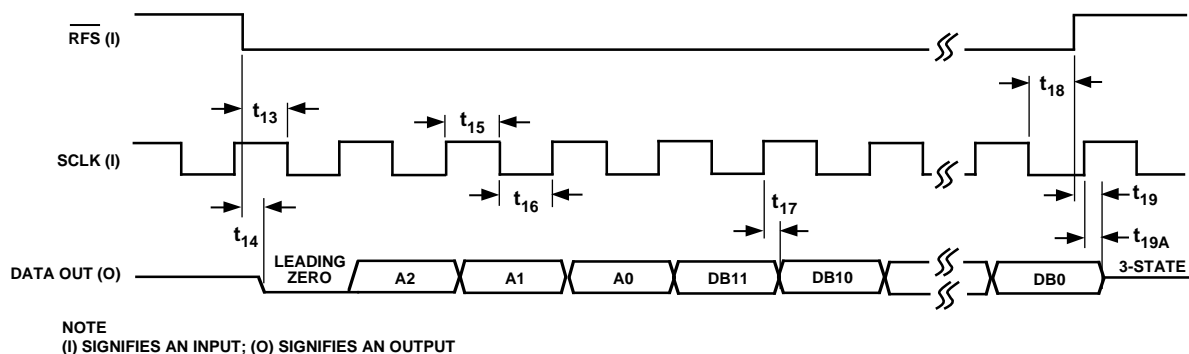 RFS (I)
t13
t15
t18
SCLK (I)
t16
t17
t19
t14
t19A
DATA OUT (O)
LEADING
ZERO
A2
A1
A0
DB11
DB10
DB0
3-STATE
NOTE
(I) SIGNIFIES AN INPUT; (O) SIGNIFIES AN OUTPUT